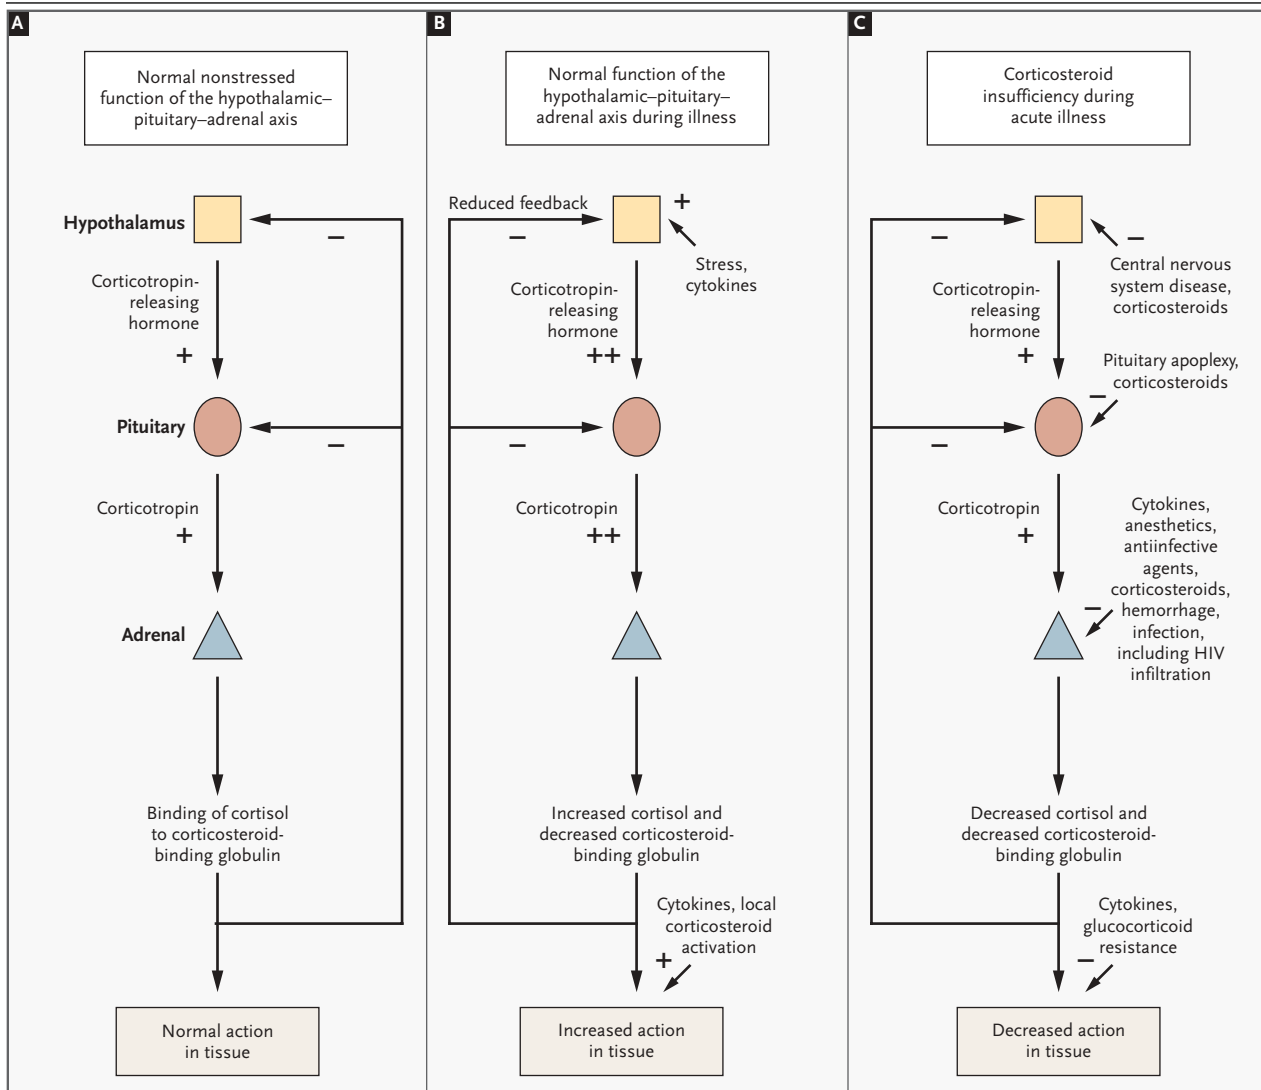 A
Normal nonstressed
function of the hypothalamic–
pituitary–adrenal axis
Hypothalamus
−
Corticotropin-
releasing
hormone
+
Pituitary
−
Corticotropin
+
Adrenal
Binding of cortisol
to corticosteroid-
binding globulin
Normal action
in tissue
B
Normal function of the
hypothalamic–pituitary–
adrenal axis during illness
Reduced feedback
−
+
Stress,
cytokines
Corticotropin-
releasing
hormone
++
−
Corticotropin
++
Increased cortisol and
decreased corticosteroid-
binding globulin
Cytokines, local
corticosteroid
activation
+
Increased action
in tissue
C
Corticosteroid
insufficiency during
acute illness
−
−
Central nervous
system disease,
corticosteroids
Corticotropin-
releasing
hormone
+
Pituitary apoplexy,
corticosteroids
−
−
Corticotropin
+
Cytokines,
anesthetics,
antiinfective
agents,
corticosteroids,
hemorrhage,
infection,
including HIV
infiltration
−
Decreased cortisol and
decreased corticosteroid-
binding globulin
Cytokines,
glucocorticoid
resistance
−
Decreased action
in tissue